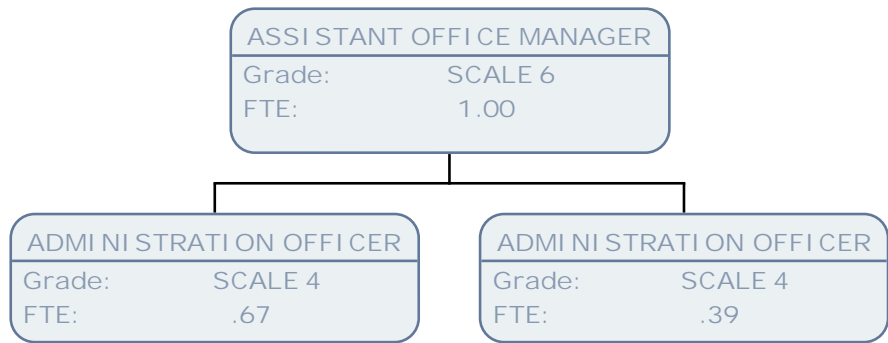 ASSISTANT OFFICE MANAGER
Grade: SCALE 6
FTE: 1.00
ADMINISTRATION OFFICER
Grade: SCALE 4
FTE: .67
ADMINISTRATION OFFICER
Grade: SCALE 4
FTE: .39